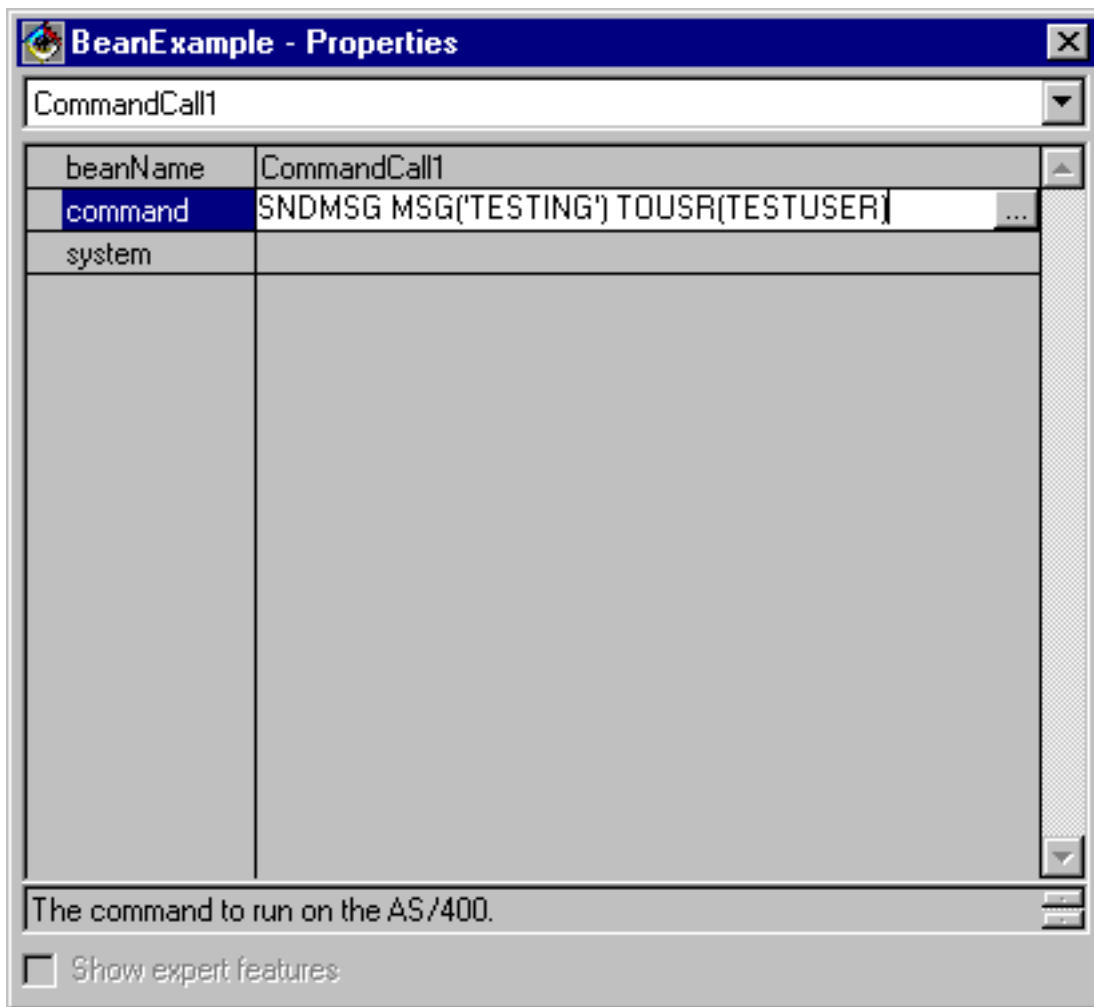 BeanExample - Properties
CommandCall1
beanName CommandCall1
command SNDMSG MSG('TESTING') TOUSR(TESTUSER) ...
system
The command to run on the AS/400.
Show expert features